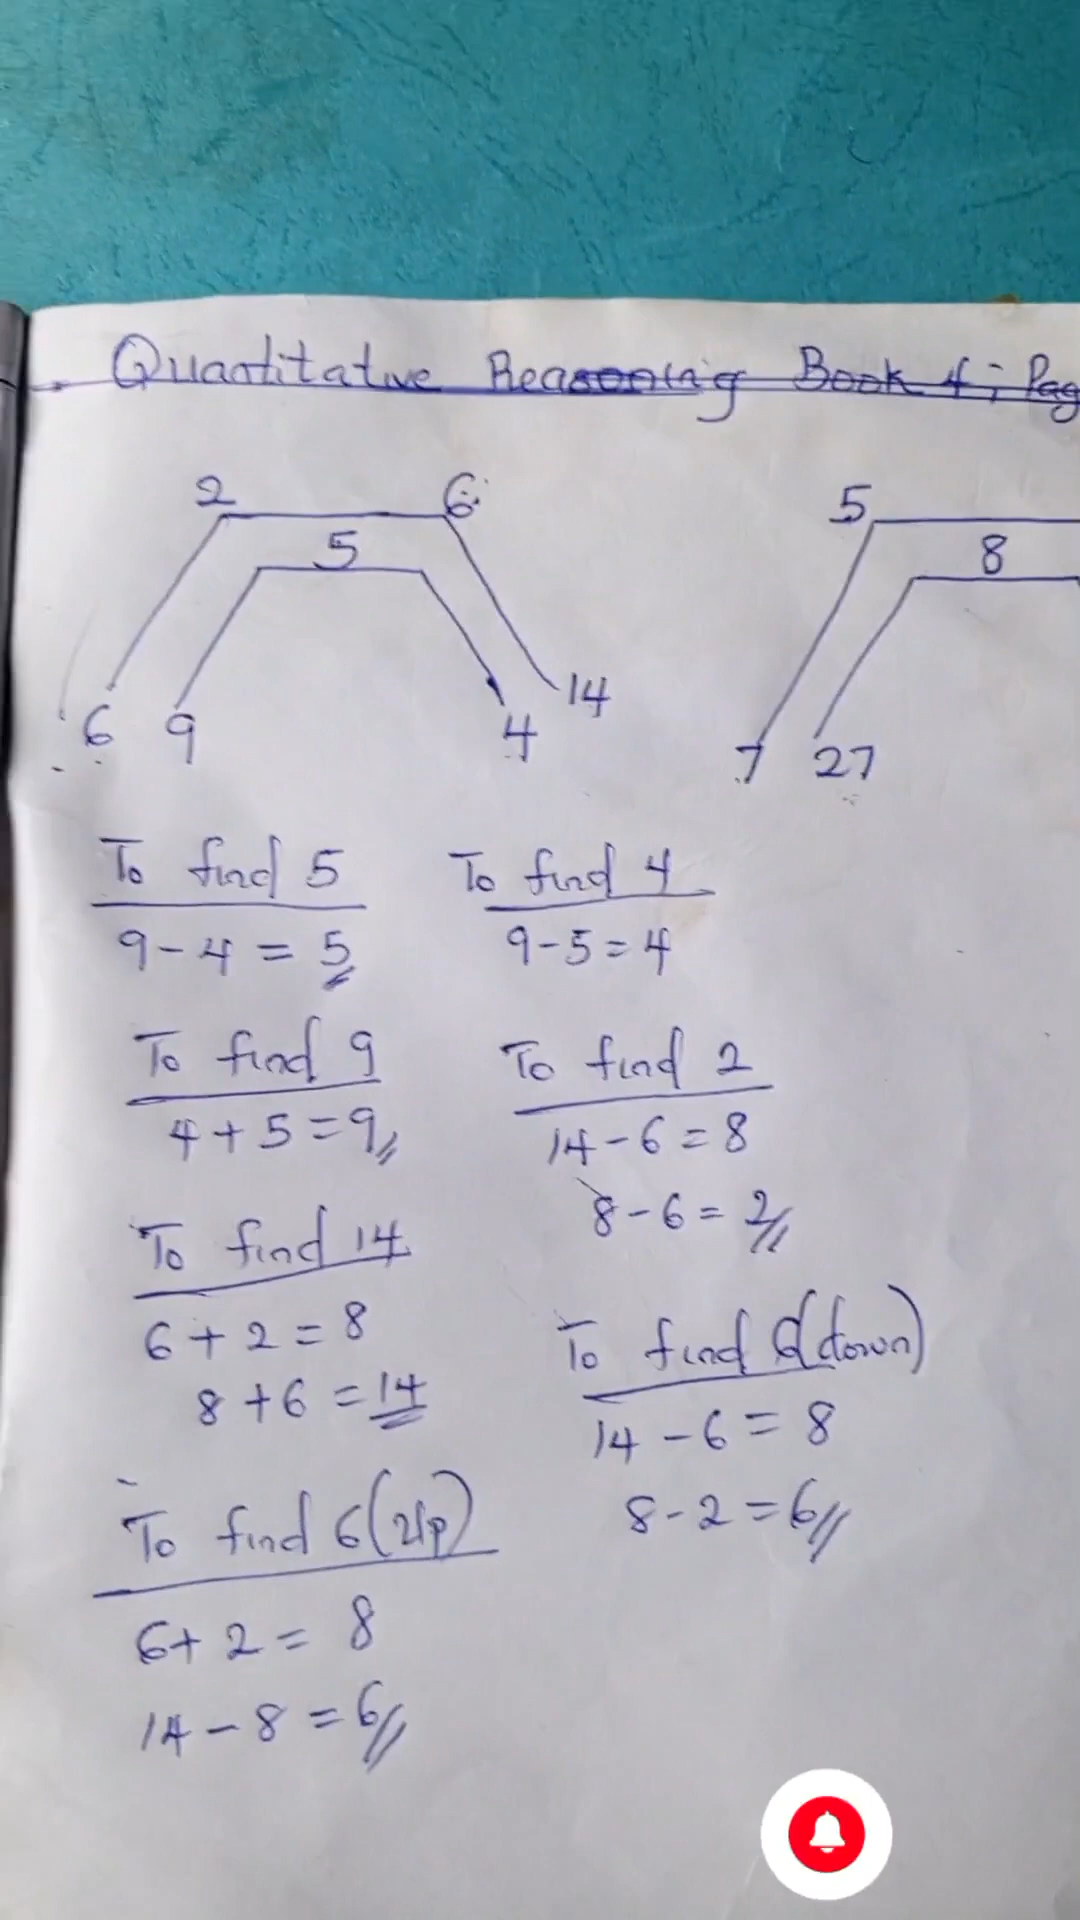 Quantitative Reasoning Book 4; Pag
2 6
5
6 9 4 14
5
8
7 27
To find 5
9 - 4 = 5
To find 4
9 - 5 = 4
To find 9
4 + 5 = 9
To find 2
14 - 6 = 8
8 - 6 = 2
To find 14
6 + 2 = 8
8 + 6 = 14
To find 6 (down)
14 - 6 = 8
8 - 2 = 6
To find 6 (up)
6 + 2 = 8
14 - 8 = 6